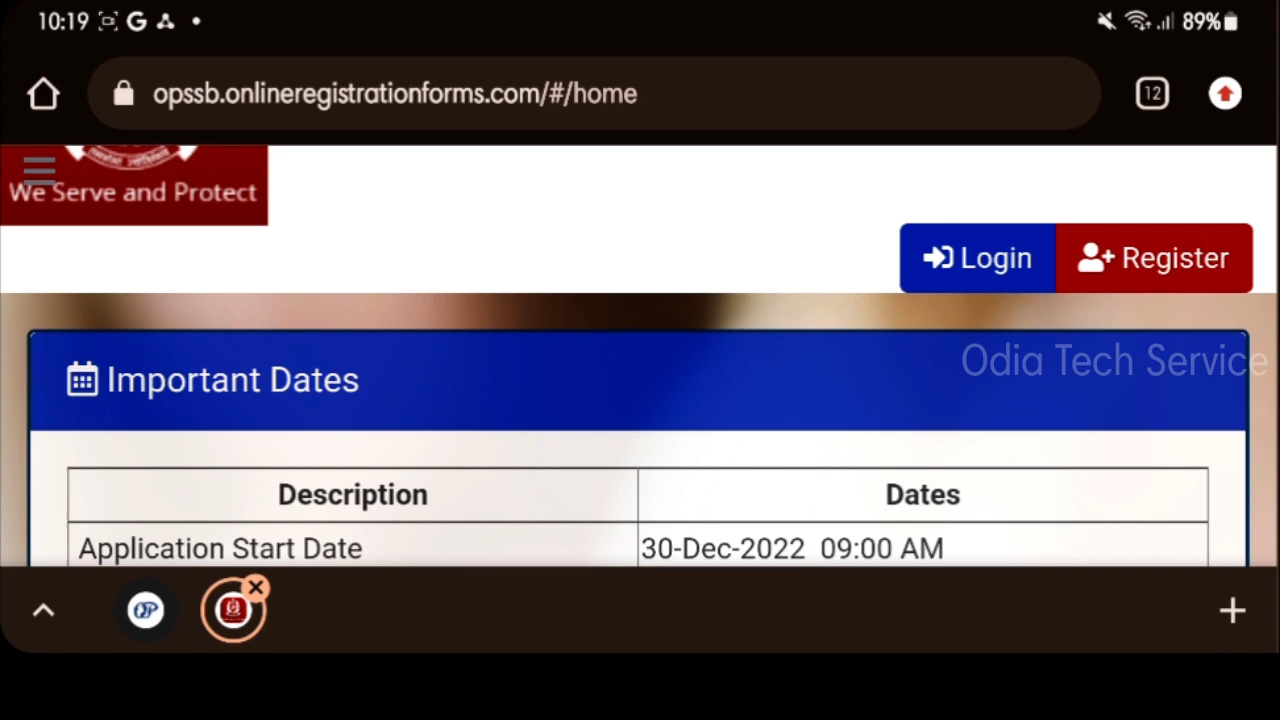 10:19
89%
opssb.onlineregistrationforms.com/#/home
12
We Serve and Protect
Login
Register
Odia Tech Service
Important Dates
Description Dates
Application Start Date 30-Dec-2022 09:00 AM